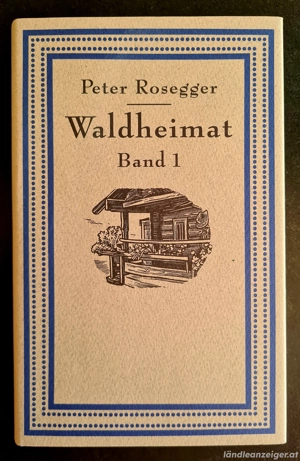 Peter Rosegger
Waldheimat
Band 1
ländleanzeiger.at